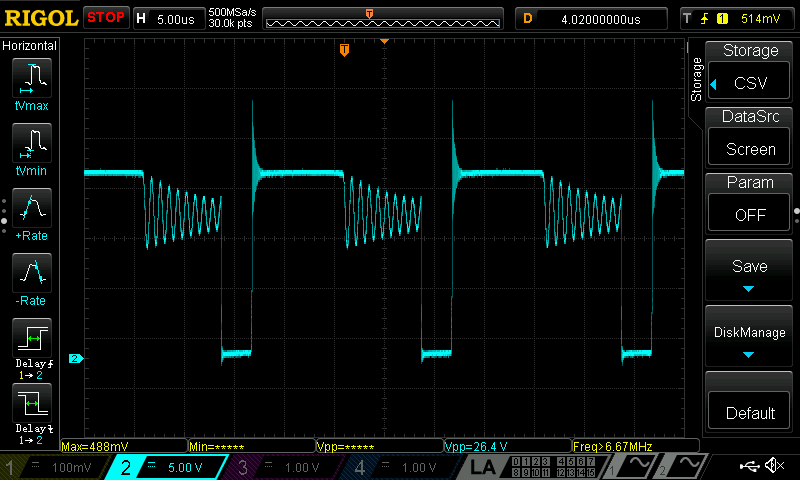 RIGOL STOP H 5.00us 500MSa/s 30.0k pts T D 4.02000000us T 1 514mV
Horizontal
tVmax
tVmin
+Rate
-Rate
Delay
1→2
Delay
1→2
T
2
Storage
Storage
CSV
DataSrc
Screen
Param
OFF
Save
DiskManage
Default
Max=488mV Min=***** Vpp=***** Vpp=26.4 V Freq>6.67MHz
1 100mV 2 5.00 V 3 1.00 V 4 1.00 V LA 0 1 2 3 4 5 6 7 1 2
8 9 10 11 12 13 14 15